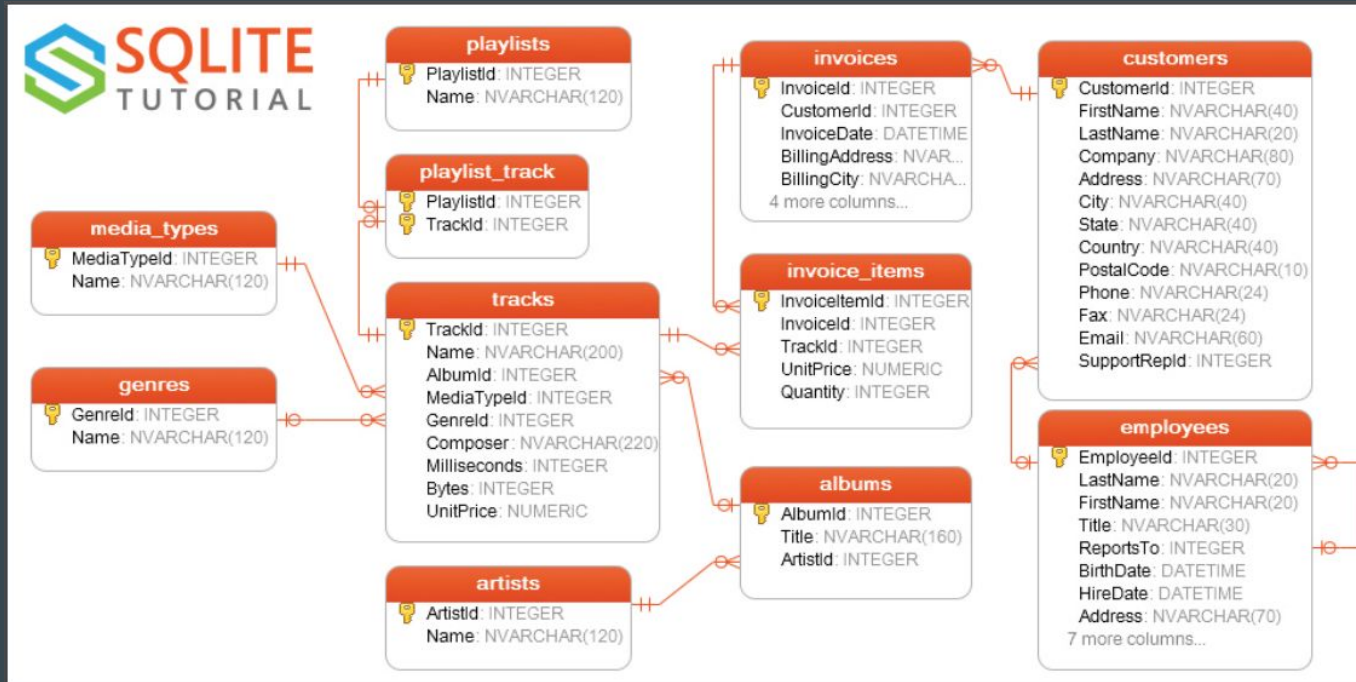 SQLITE
TUTORIAL
playlists
PlaylistId: INTEGER
Name: NVARCHAR(120)
playlist_track
PlaylistId: INTEGER
TrackId: INTEGER
media_types
MediaTypeId: INTEGER
Name: NVARCHAR(120)
genres
GenreId: INTEGER
Name: NVARCHAR(120)
tracks
TrackId: INTEGER
Name: NVARCHAR(200)
AlbumId: INTEGER
MediaTypeId: INTEGER
GenreId: INTEGER
Composer: NVARCHAR(220)
Milliseconds: INTEGER
Bytes: INTEGER
UnitPrice: NUMERIC
artists
ArtistId: INTEGER
Name: NVARCHAR(120)
invoices
InvoiceId: INTEGER
CustomerId: INTEGER
InvoiceDate: DATETIME
BillingAddress: NVAR...
BillingCity: NVARCHA...
4 more columns...
invoice_items
InvoiceItemId: INTEGER
InvoiceId: INTEGER
TrackId: INTEGER
UnitPrice: NUMERIC
Quantity: INTEGER
albums
AlbumId: INTEGER
Title: NVARCHAR(160)
ArtistId: INTEGER
customers
CustomerId: INTEGER
FirstName: NVARCHAR(40)
LastName: NVARCHAR(20)
Company: NVARCHAR(80)
Address: NVARCHAR(70)
City: NVARCHAR(40)
State: NVARCHAR(40)
Country: NVARCHAR(40)
PostalCode: NVARCHAR(10)
Phone: NVARCHAR(24)
Fax: NVARCHAR(24)
Email: NVARCHAR(60)
SupportRepId: INTEGER
employees
EmployeeId: INTEGER
LastName: NVARCHAR(20)
FirstName: NVARCHAR(20)
Title: NVARCHAR(30)
ReportsTo: INTEGER
BirthDate: DATETIME
HireDate: DATETIME
Address: NVARCHAR(70)
7 more columns...